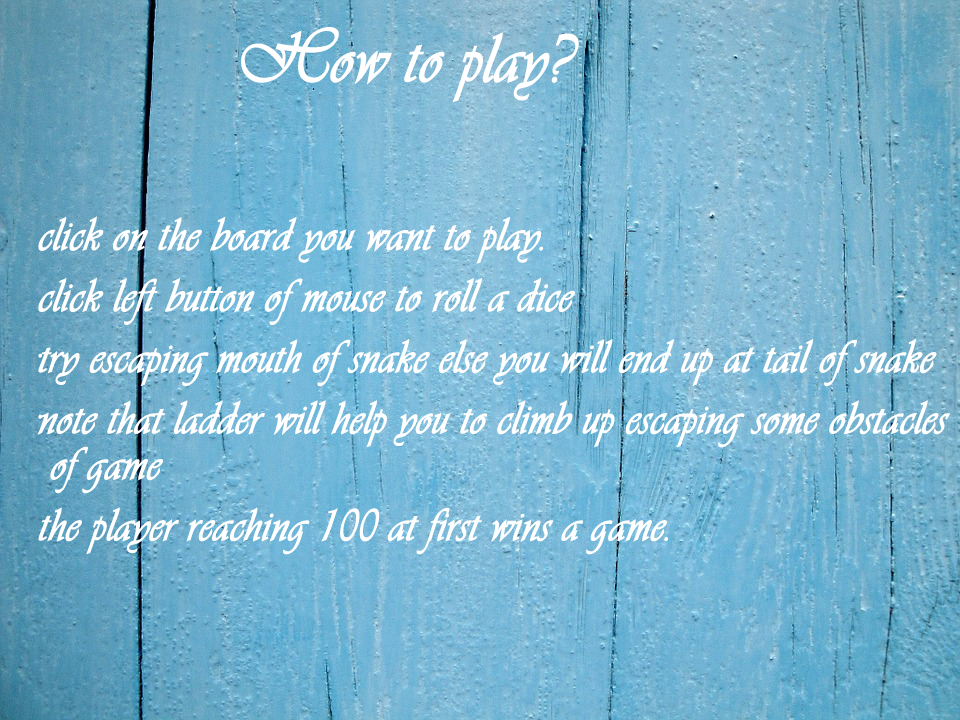 How to play?
click on the board you want to play.
click left button of mouse to roll a dice
try escaping mouth of snake else you will end up at tail of snake
note that ladder will help you to climb up escaping some obstacles
of game
the player reaching 100 at first wins a game.